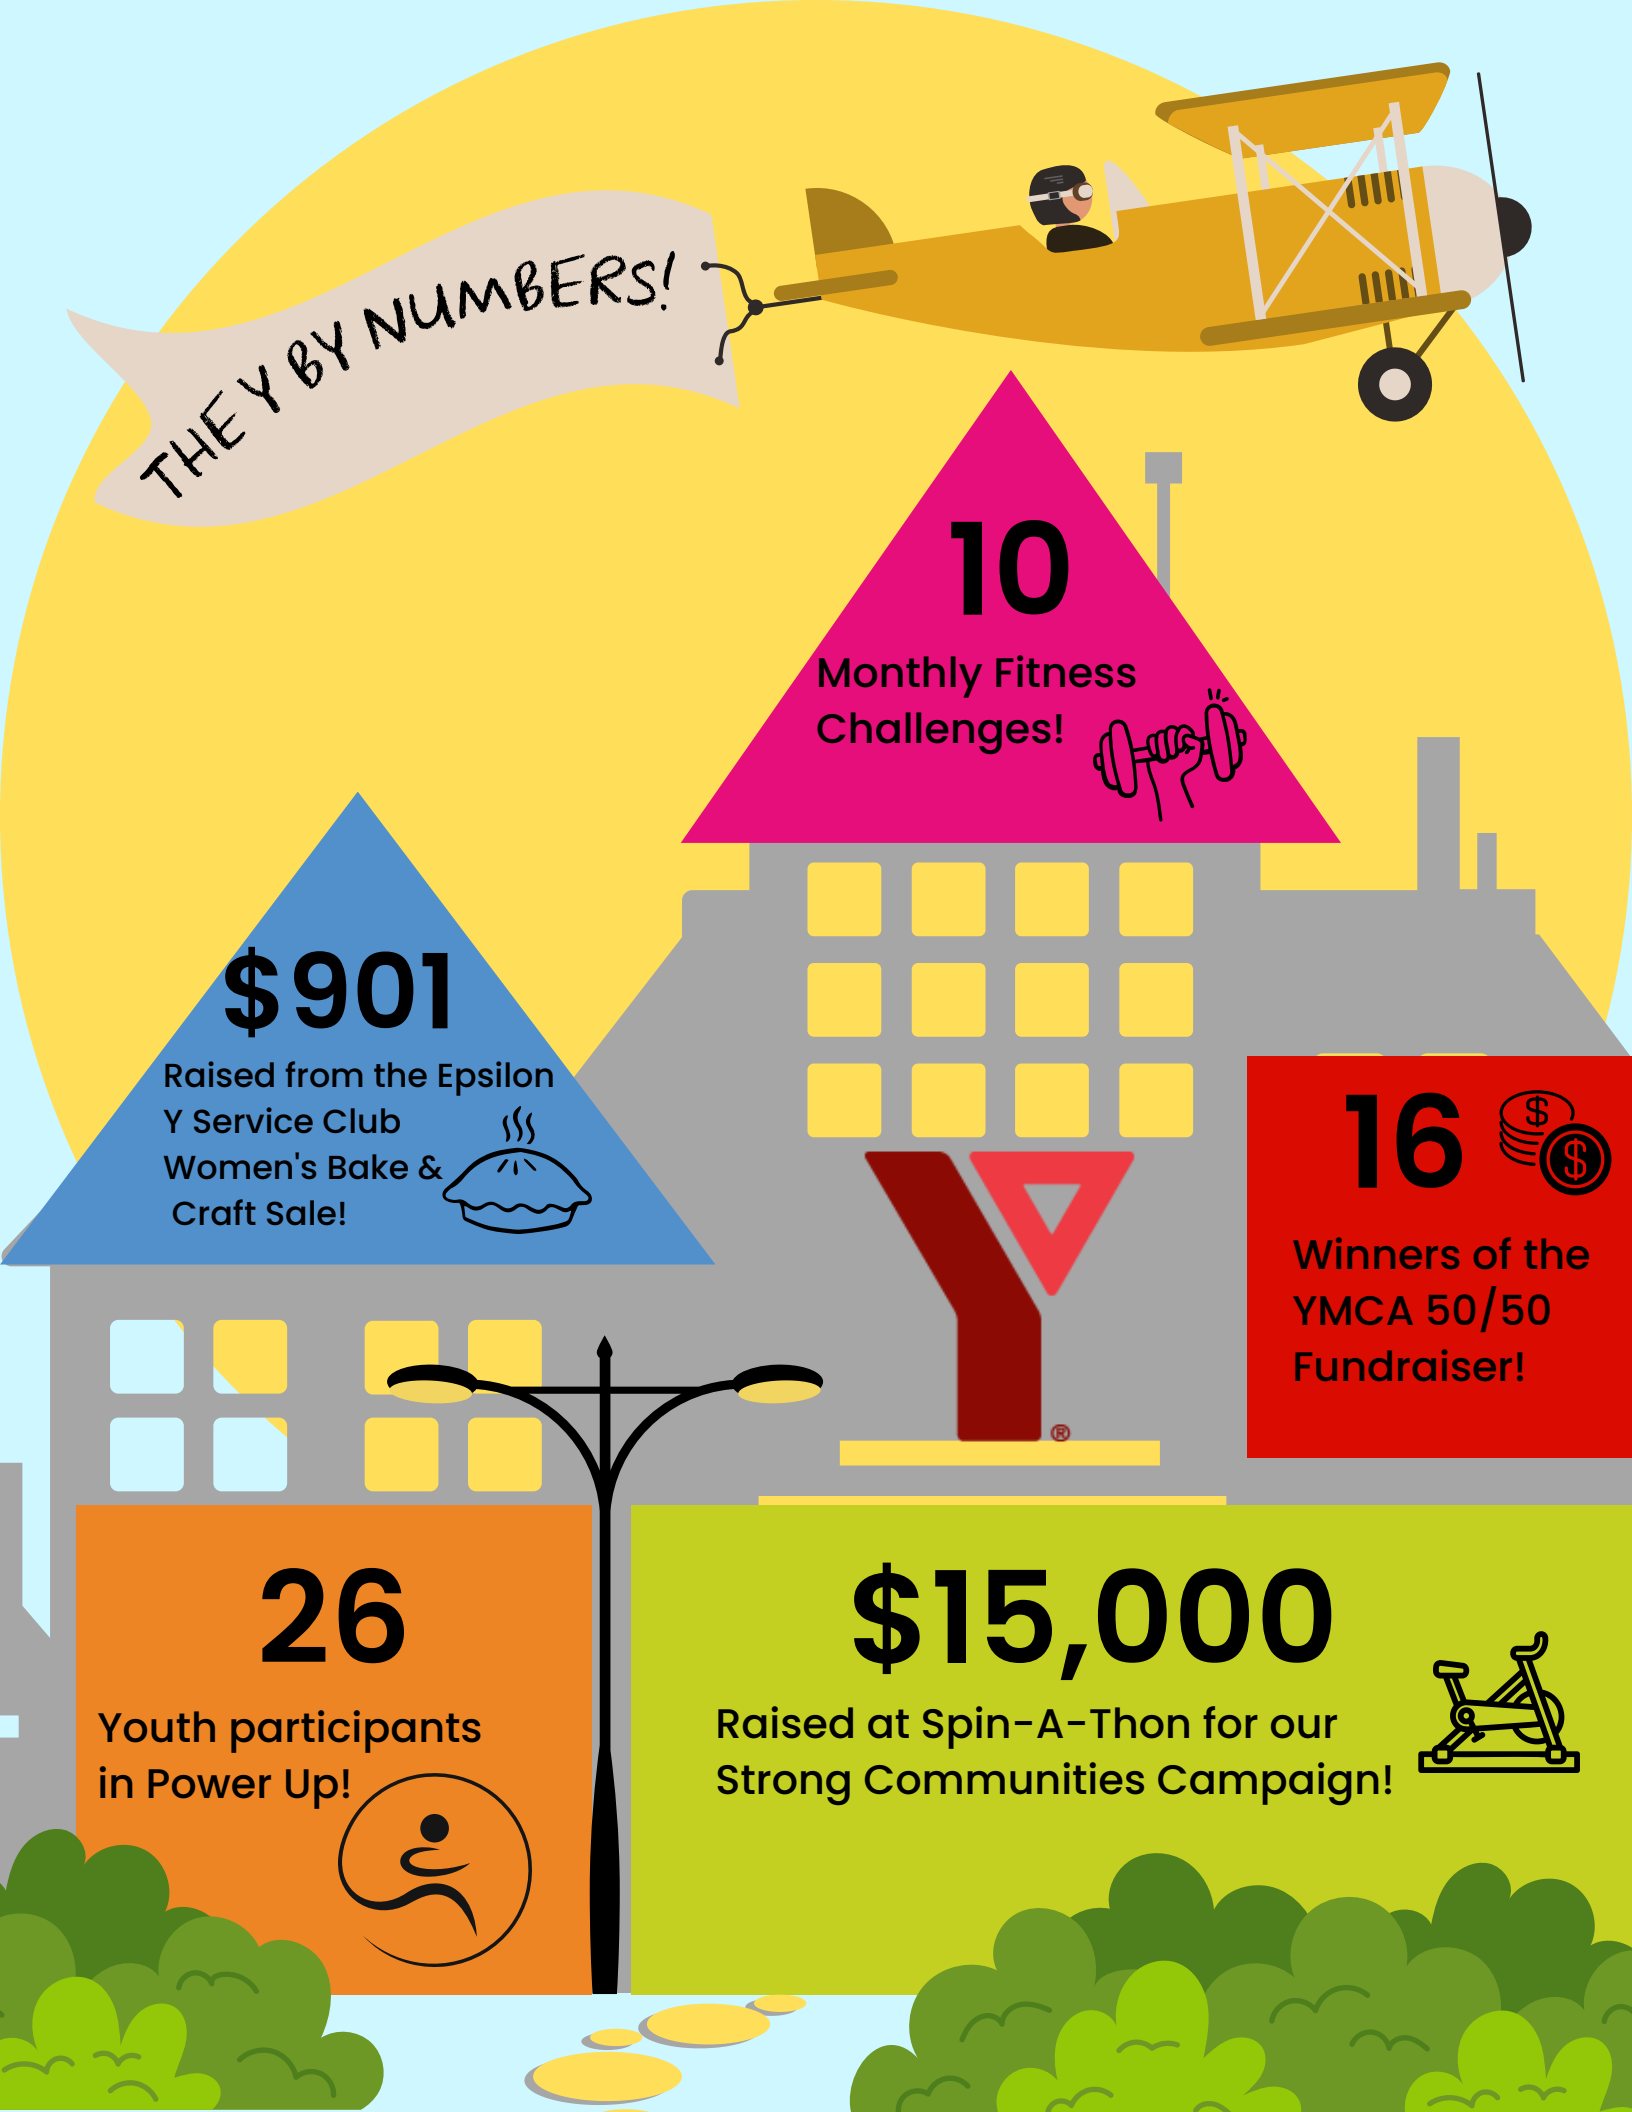 THE Y BY NUMBERS!
10
Monthly Fitness
Challenges!
$901
Raised from the Epsilon
Y Service Club
Women's Bake &
Craft Sale!
16
$
$
Winners of the
YMCA 50/50
Fundraiser!
Y
®
26
Youth participants
in Power Up!
$15,000
Raised at Spin-A-Thon for our
Strong Communities Campaign!